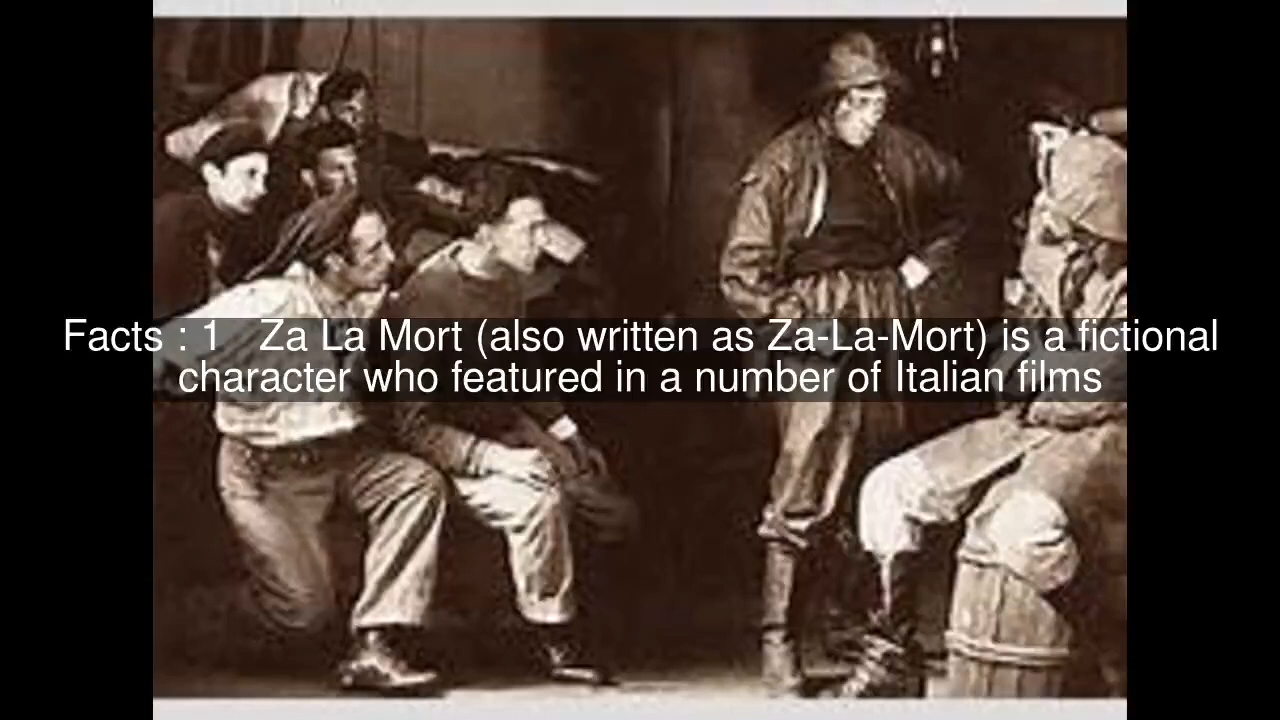 Facts : 1   Za La Mort (also written as Za-La-Mort) is a fictional
character who featured in a number of Italian films